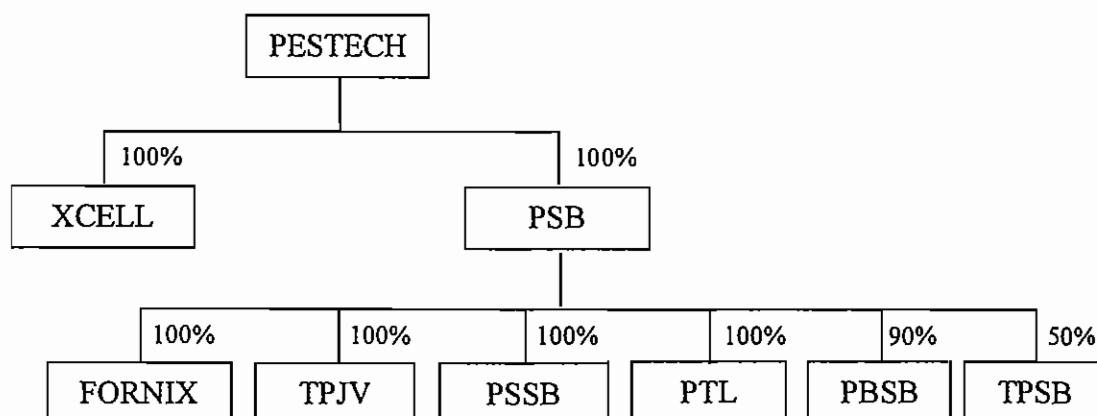 PESTECH
100% 100%
XCELL PSB
100% 100% 100% 100% 90% 50%
FORNIX TPJV PSSB PTL PBSB TPSB